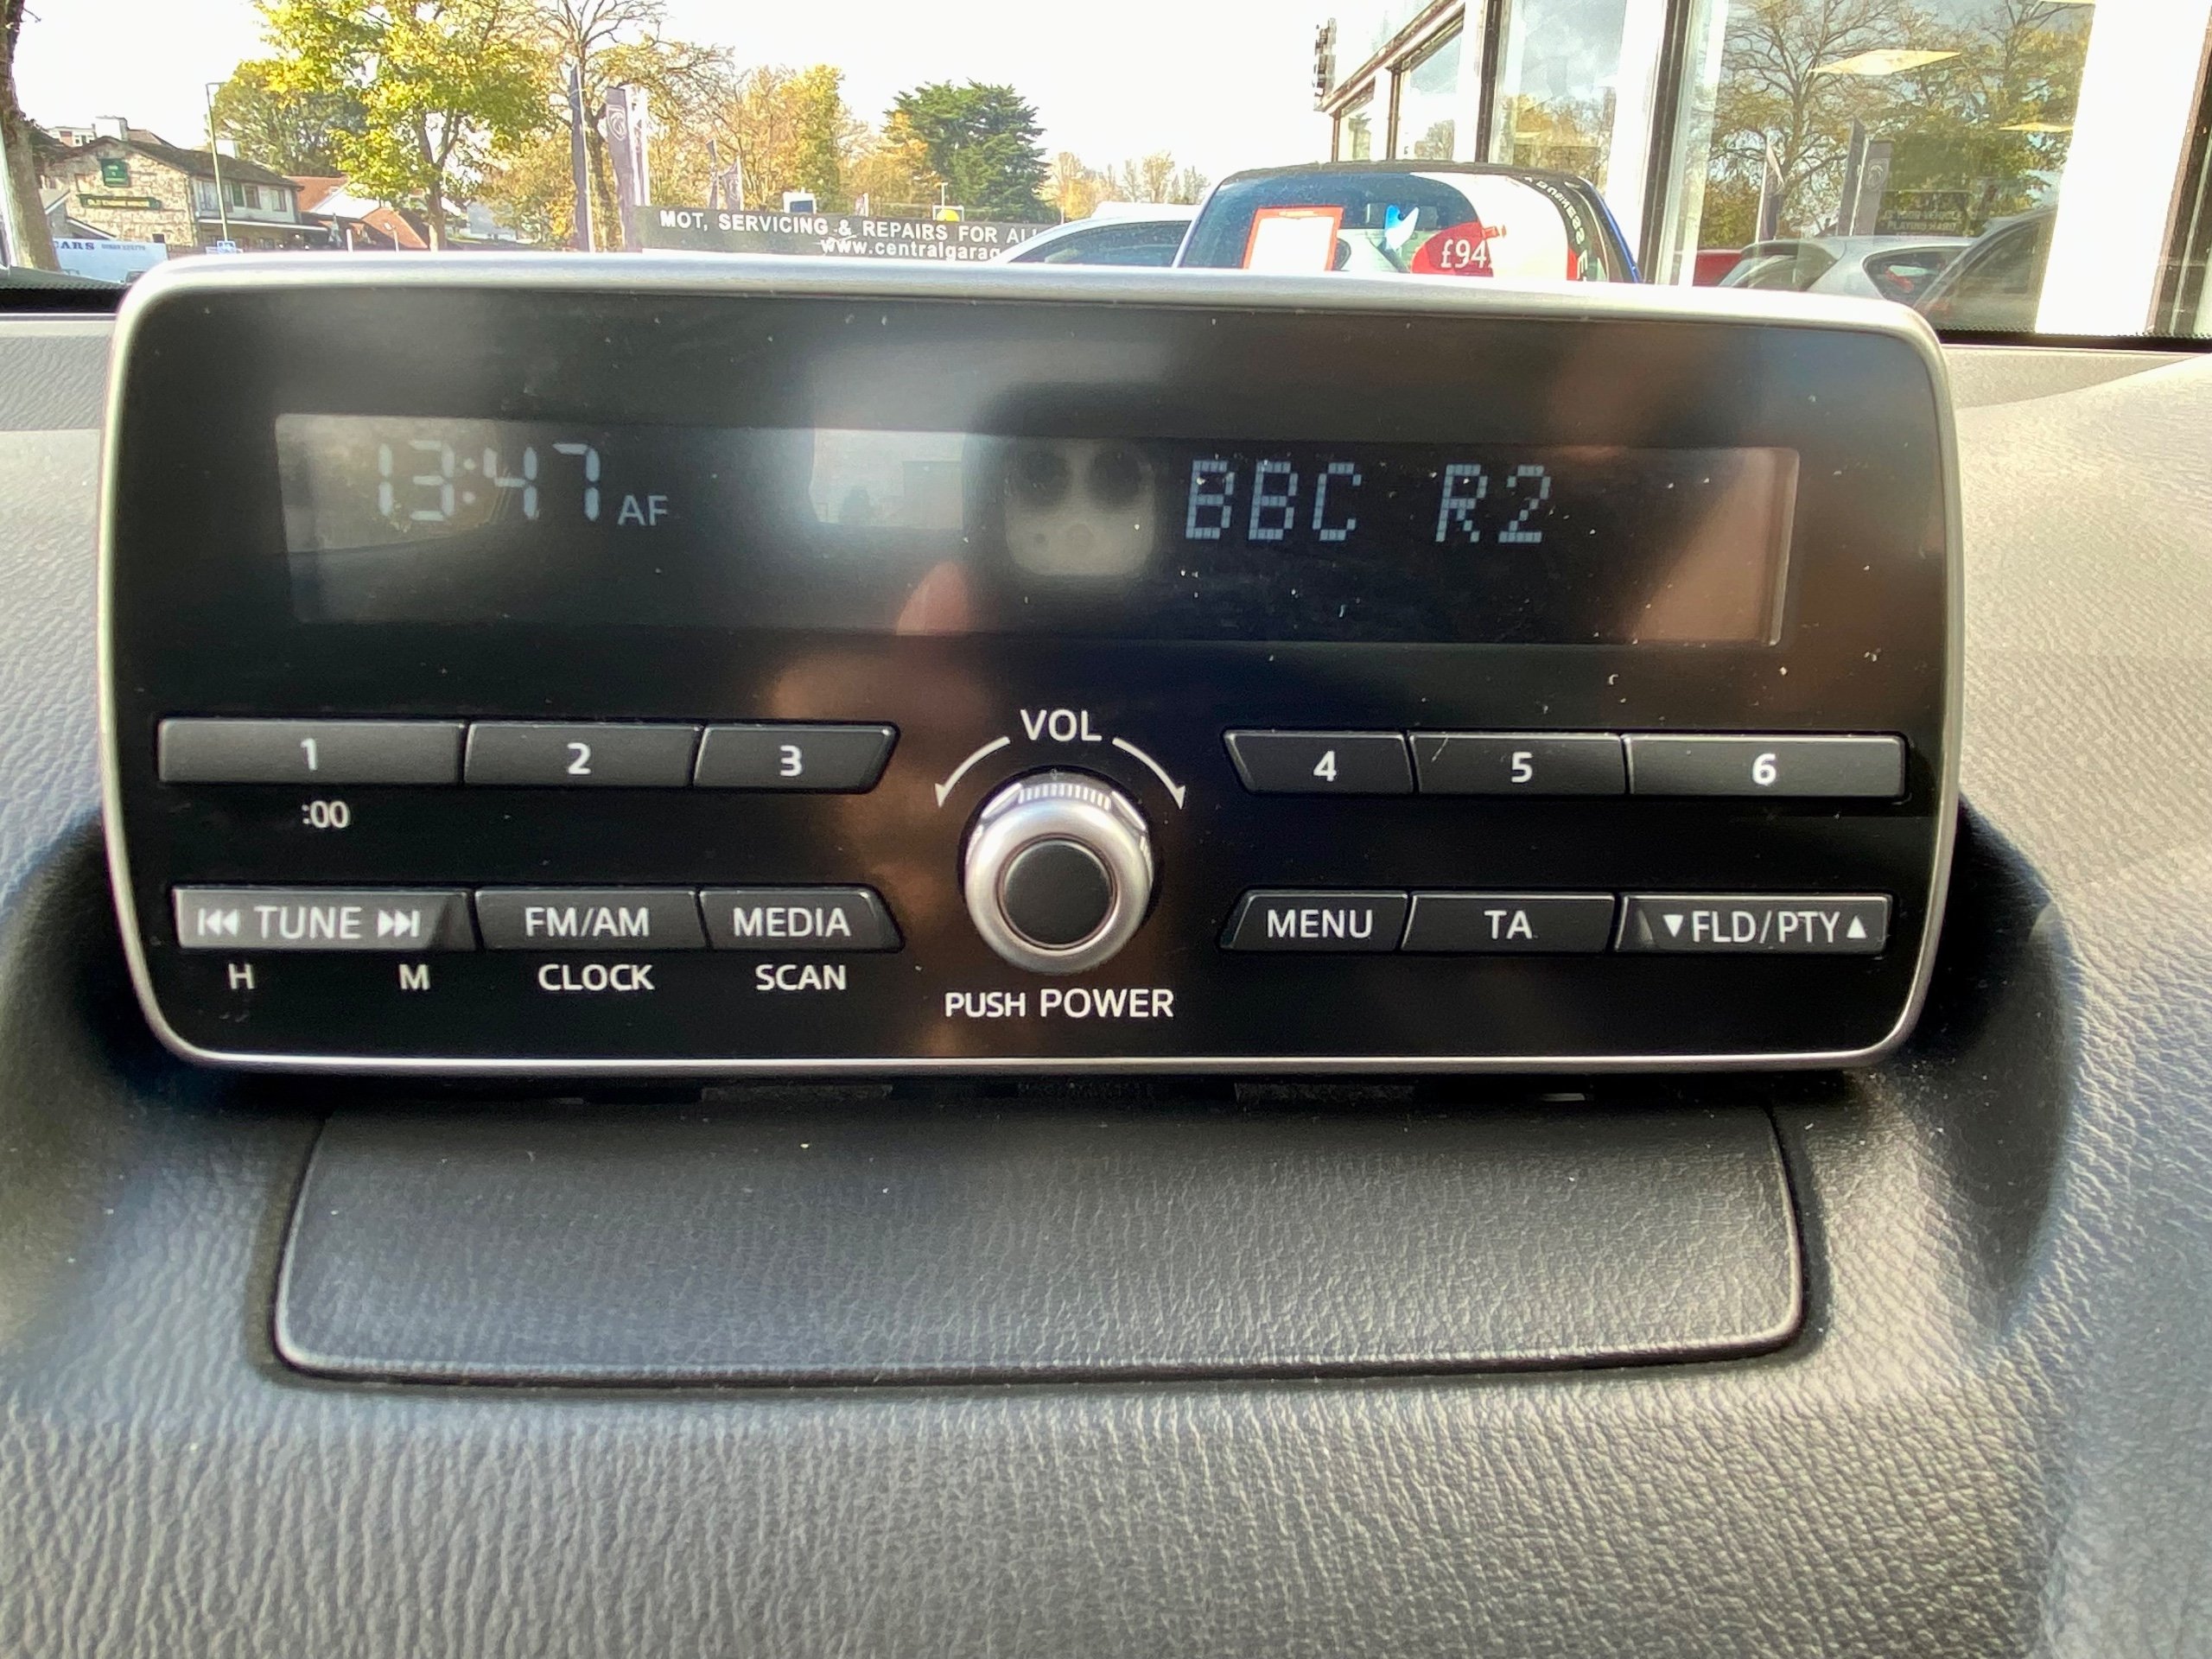 CARS
MOT, SERVICING & REPAIRS FOR ALL
www.centralgarag
£94
13:47 AF
BBC R2
1
2
3
VOL
4
5
6
:00
⏮ TUNE ⏭
FM/AM
MEDIA
MENU
TA
▼FLD/PTY▲
H
M
CLOCK
SCAN
PUSH POWER